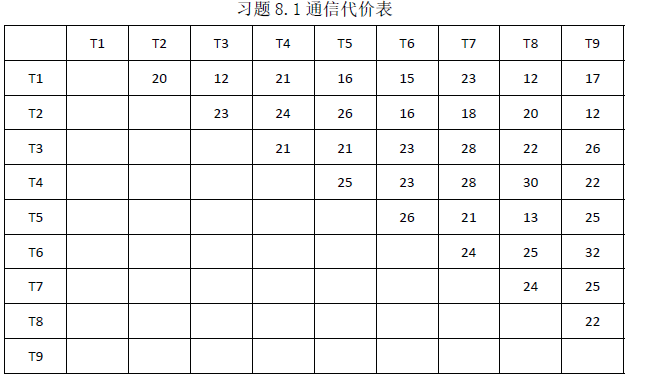 习题 8.1 通信代价表
T1 T2 T3 T4 T5 T6 T7 T8 T9
T1 20 12 21 16 15 23 12 17
T2 23 24 26 16 18 20 12
T3 21 21 23 28 22 26
T4 25 23 28 30 22
T5 26 21 13 25
T6 24 25 32
T7 24 25
T8 22
T9